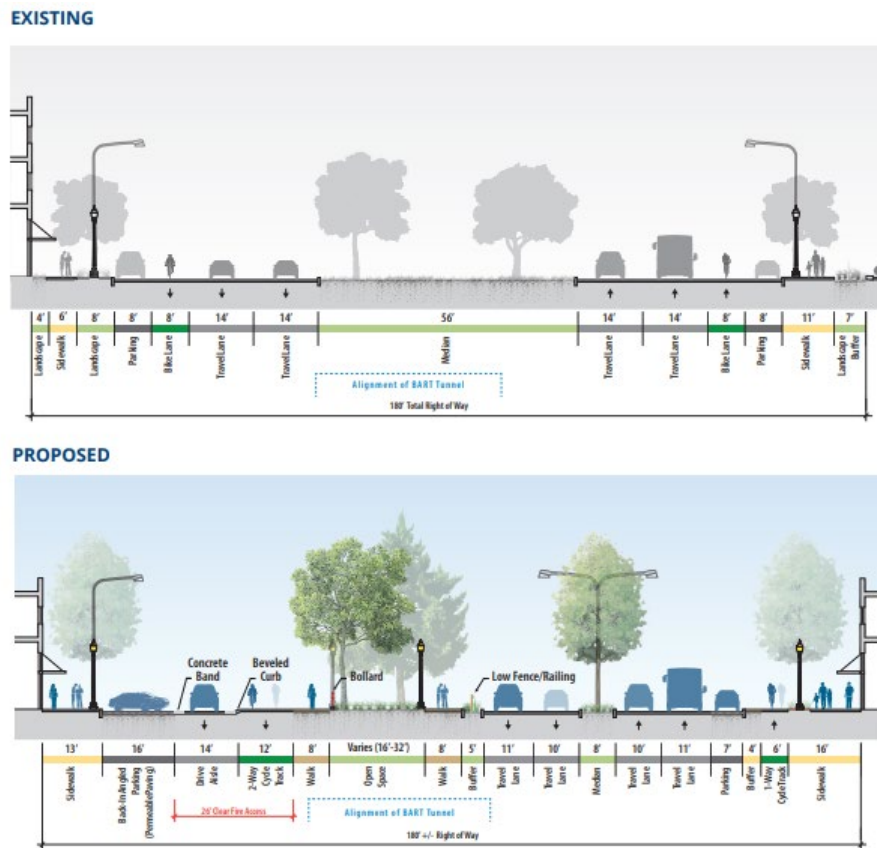 EXISTING
4' 6' 8' 8' 8' 14' 14' 56' 14' 14' 8' 8' 11' 7'
Landscape
Sidewalk
Landscape
Parking
Bike Lane
Travel Lane
Travel Lane
Median
Travel Lane
Travel Lane
Bike Lane
Parking
Sidewalk
Landscape
Buffer
Alignment of BART Tunnel
180' Total Right of Way
PROPOSED
Concrete
Band
Beveled
Curb
Bollard
Low Fence/Railing
13' 16' 14' 12' 8' Varies (16'-32') 8' 5' 11' 10' 8' 10' 11' 7' 4' 6' 16'
Sidewalk
Back-In Angled
Parking
(Permeable Paving)
Drive
Aisle
2-Way
Cycle
Track
Walk
Open
Space
Walk
Buffer
Travel
Lane
Travel
Lane
Median
Travel
Lane
Travel
Lane
Parking
Buffer
1-Way
Cycle Track
Sidewalk
26' Clear Fire Access
Alignment of BART Tunnel
180' +/- Right of Way